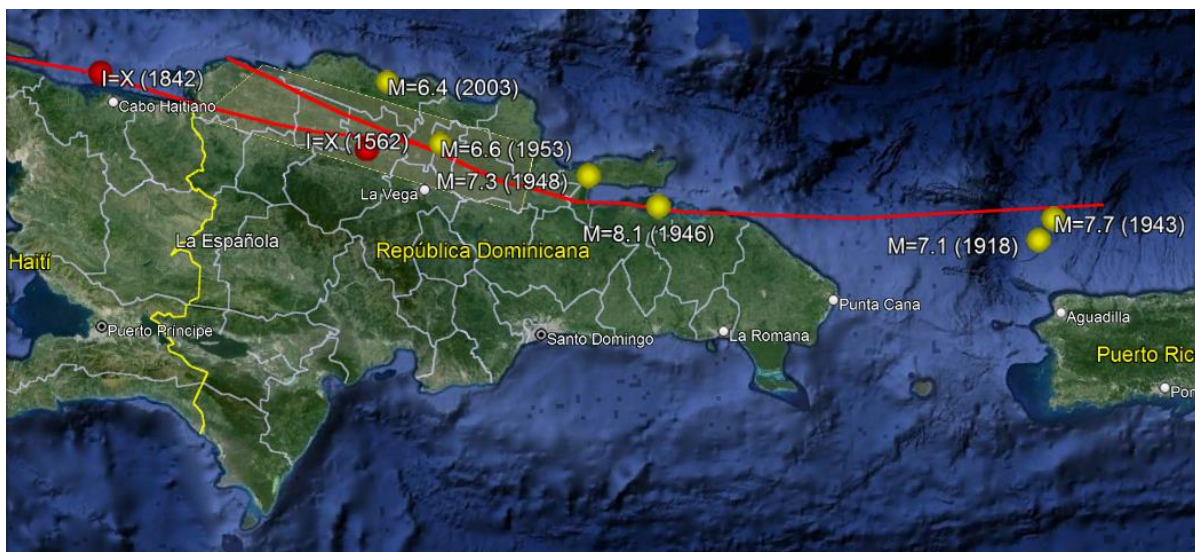 I=X (1842)
M=6.4 (2003)
Cabo Haitiano
I=X (1562)
M=6.6 (1953)
M=7.3 (1948)
La Vega
M=8.1 (1946)
M=7.7 (1943)
M=7.1 (1918)
La Española
República Dominicana
Haití
Punta Cana
Aguadilla
Puerto Príncipe
Santo Domingo
La Romana
Puerto Ric
Pon